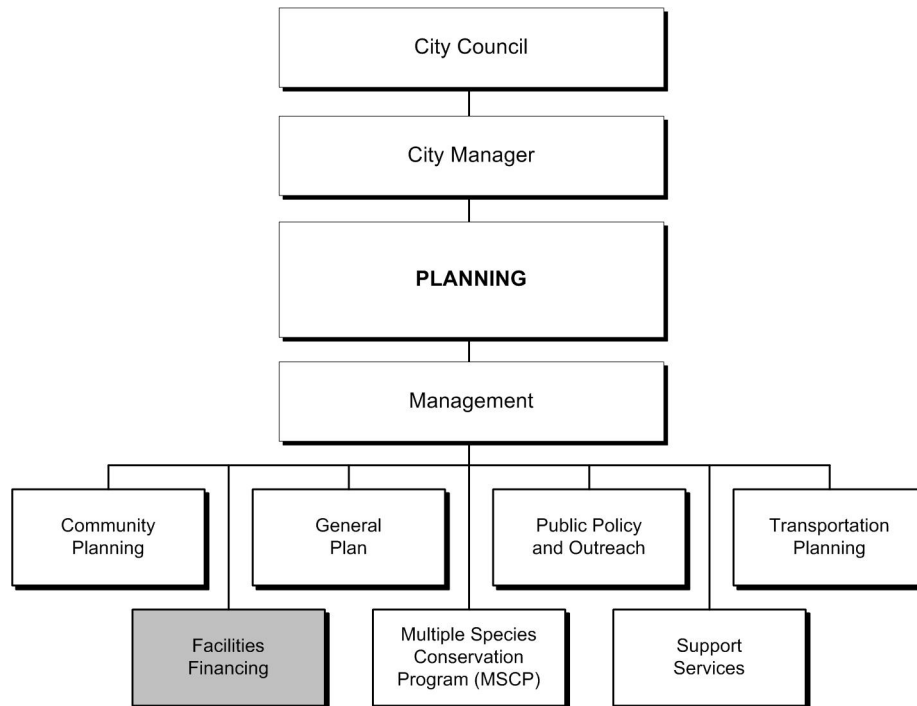 City Council
City Manager
PLANNING
Management
Community
Planning
General
Plan
Public Policy
and Outreach
Transportation
Planning
Facilities
Financing
Multiple Species
Conservation
Program (MSCP)
Support
Services